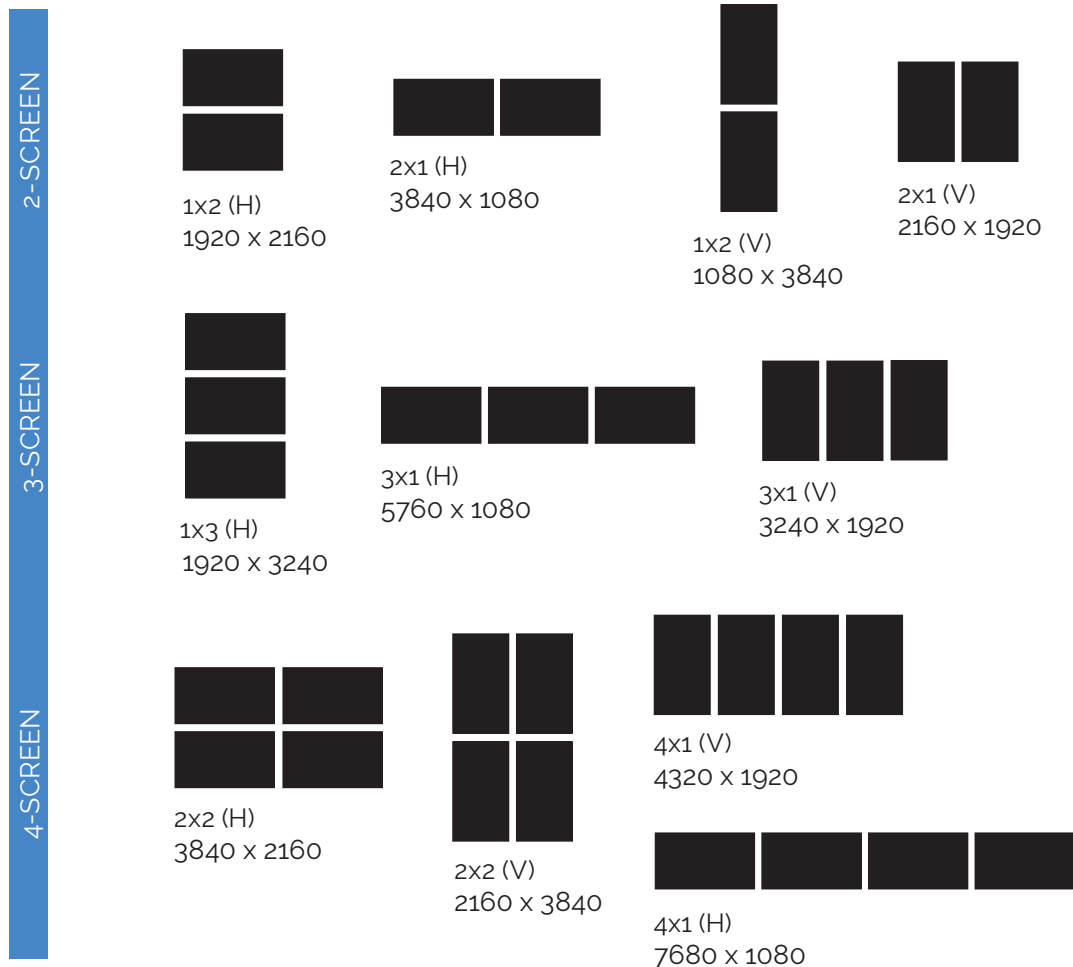 2-SCREEN
1x2 (H)
1920 x 2160
2x1 (H)
3840 x 1080
1x2 (V)
1080 x 3840
2x1 (V)
2160 x 1920
3-SCREEN
1x3 (H)
1920 x 3240
3x1 (H)
5760 x 1080
3x1 (V)
3240 x 1920
4-SCREEN
2x2 (H)
3840 x 2160
2x2 (V)
2160 x 3840
4x1 (V)
4320 x 1920
4x1 (H)
7680 x 1080